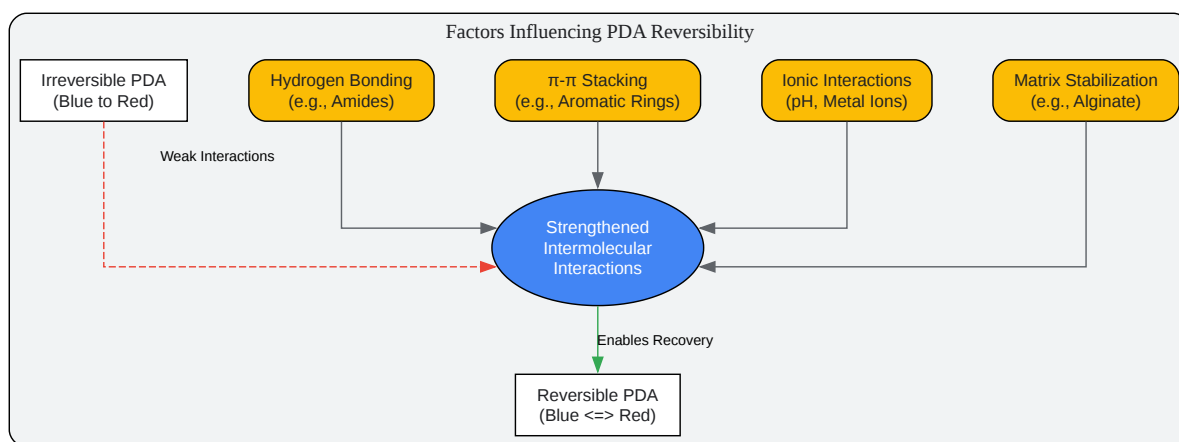 Factors Influencing PDA Reversibility
Irreversible PDA
(Blue to Red)
Hydrogen Bonding
(e.g., Amides)
π-π Stacking
(e.g., Aromatic Rings)
Ionic Interactions
(pH, Metal Ions)
Matrix Stabilization
(e.g., Alginate)
Weak Interactions
Strengthened
Intermolecular
Interactions
Enables Recovery
Reversible PDA
(Blue <=> Red)